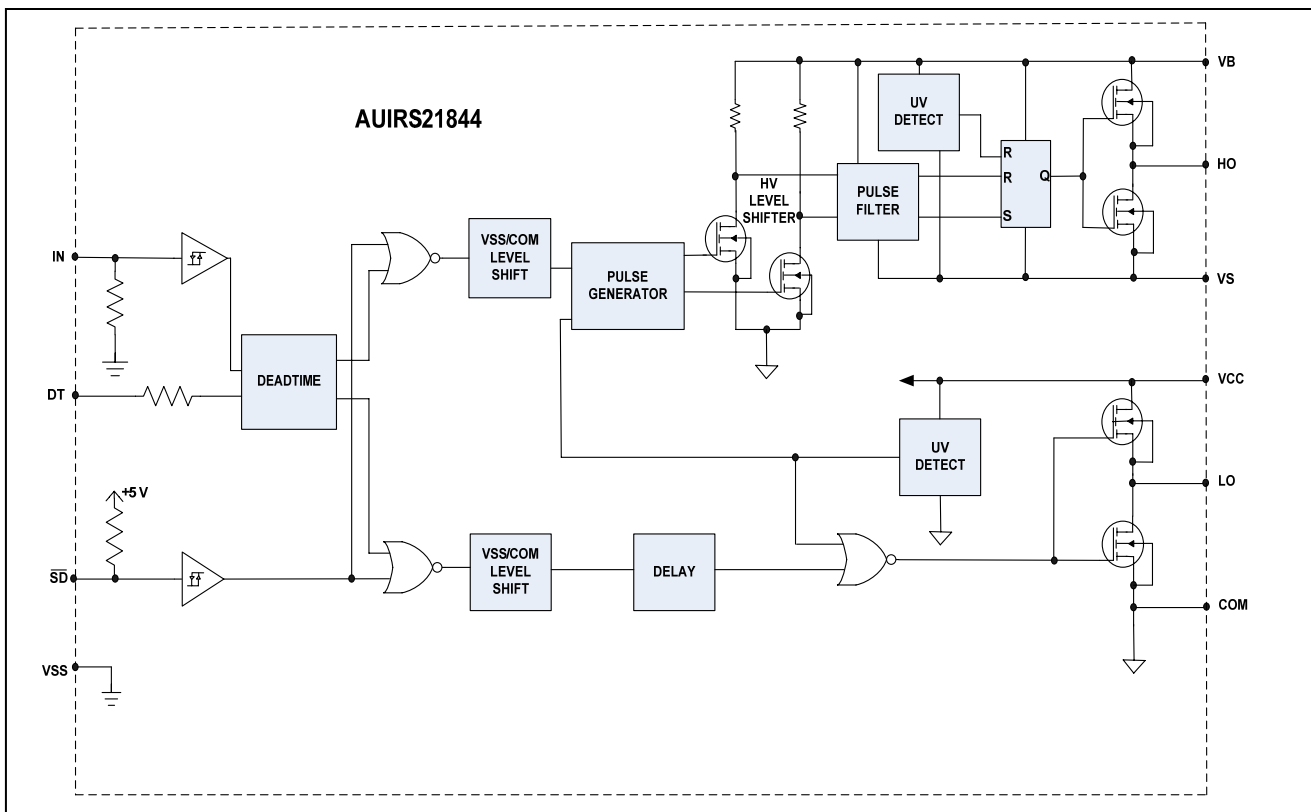 AUIRS21844
VB
UV
DETECT
R
R
Q
S
HO
HV
LEVEL
SHIFTER
PULSE
FILTER
IN
VSS/COM
LEVEL
SHIFT
PULSE
GENERATOR
VS
DEADTIME
DT
VCC
UV
DETECT
LO
+5 V
SD
VSS/COM
LEVEL
SHIFT
DELAY
COM
VSS